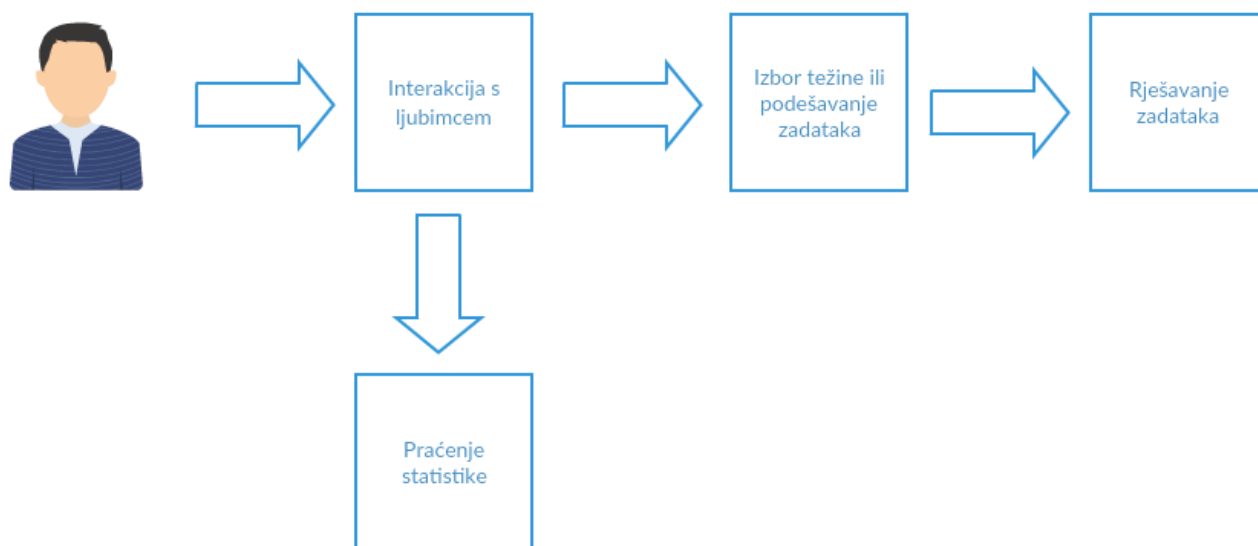 Interakcija s
ljubimcem
Izbor težine ili
podešavanje
zadataka
Rješavanje
zadataka
Praćenje
statistike